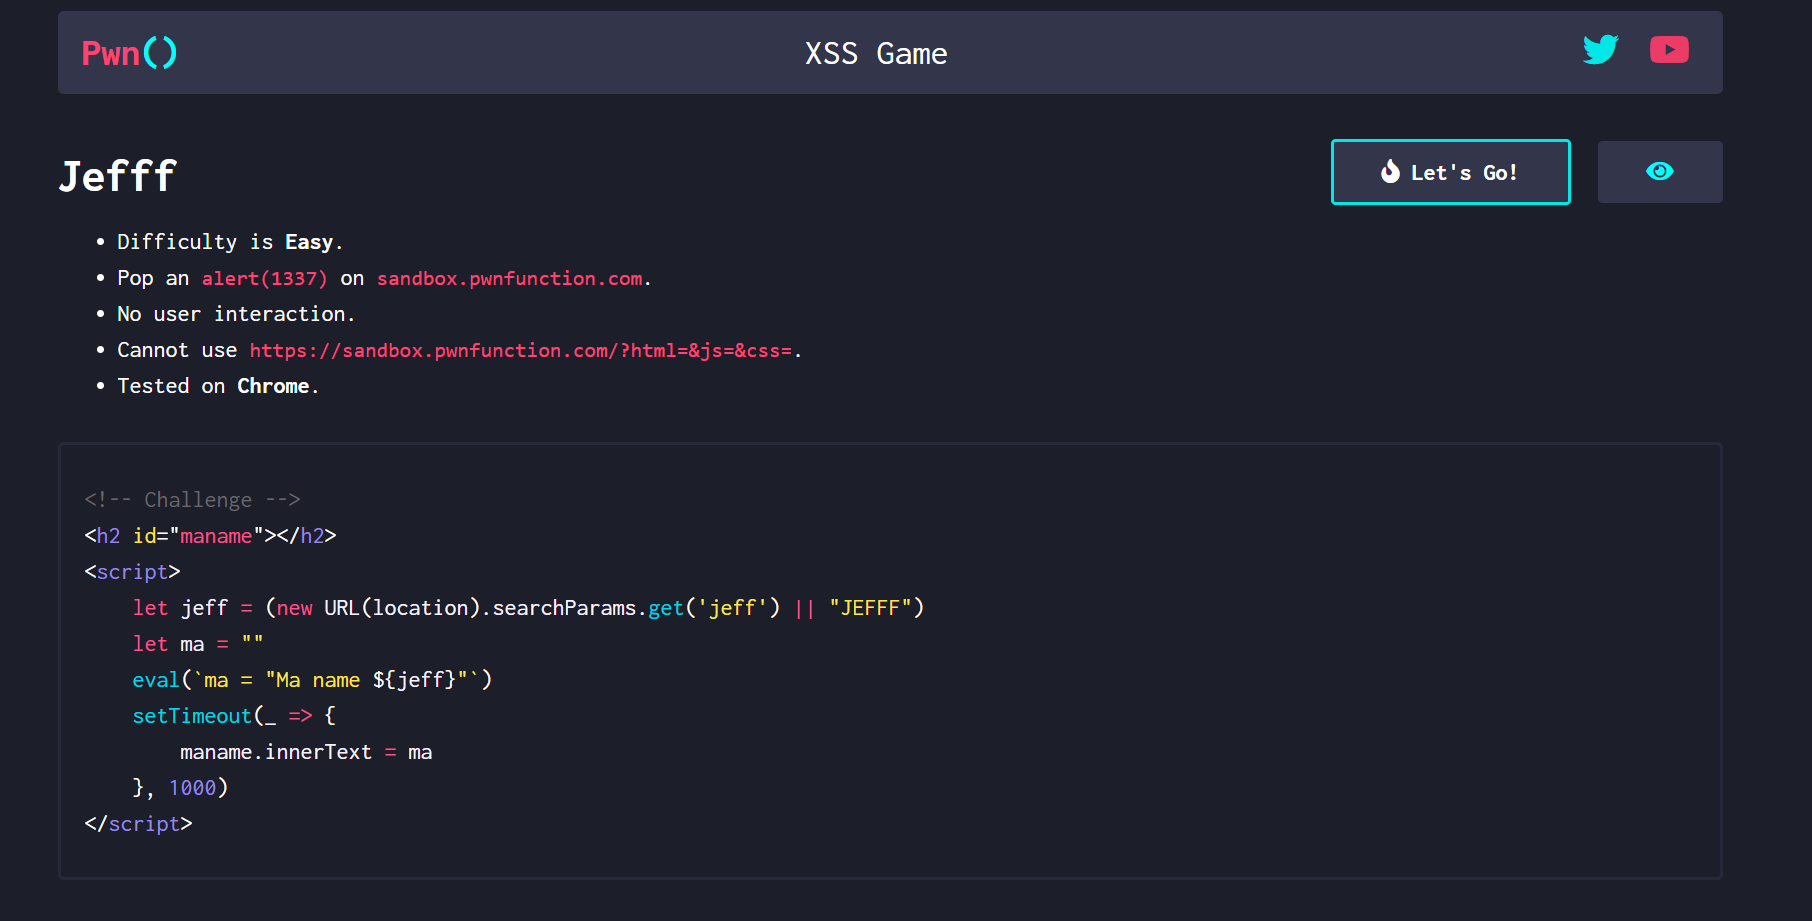 Pwn()
XSS Game
Jefff
Let's Go!
• Difficulty is Easy.
• Pop an alert(1337) on sandbox.pwnfunction.com.
• No user interaction.
• Cannot use https://sandbox.pwnfunction.com/?html=&js=&css=.
• Tested on Chrome.
<!-- Challenge -->
<h2 id="maname"></h2>
<script>
    let jeff = (new URL(location).searchParams.get('jeff') || "JEFFF")
    let ma = ""
    eval(`ma = "Ma name ${jeff}"`)
    setTimeout(_ => {
        maname.innerText = ma
    }, 1000)
</script>